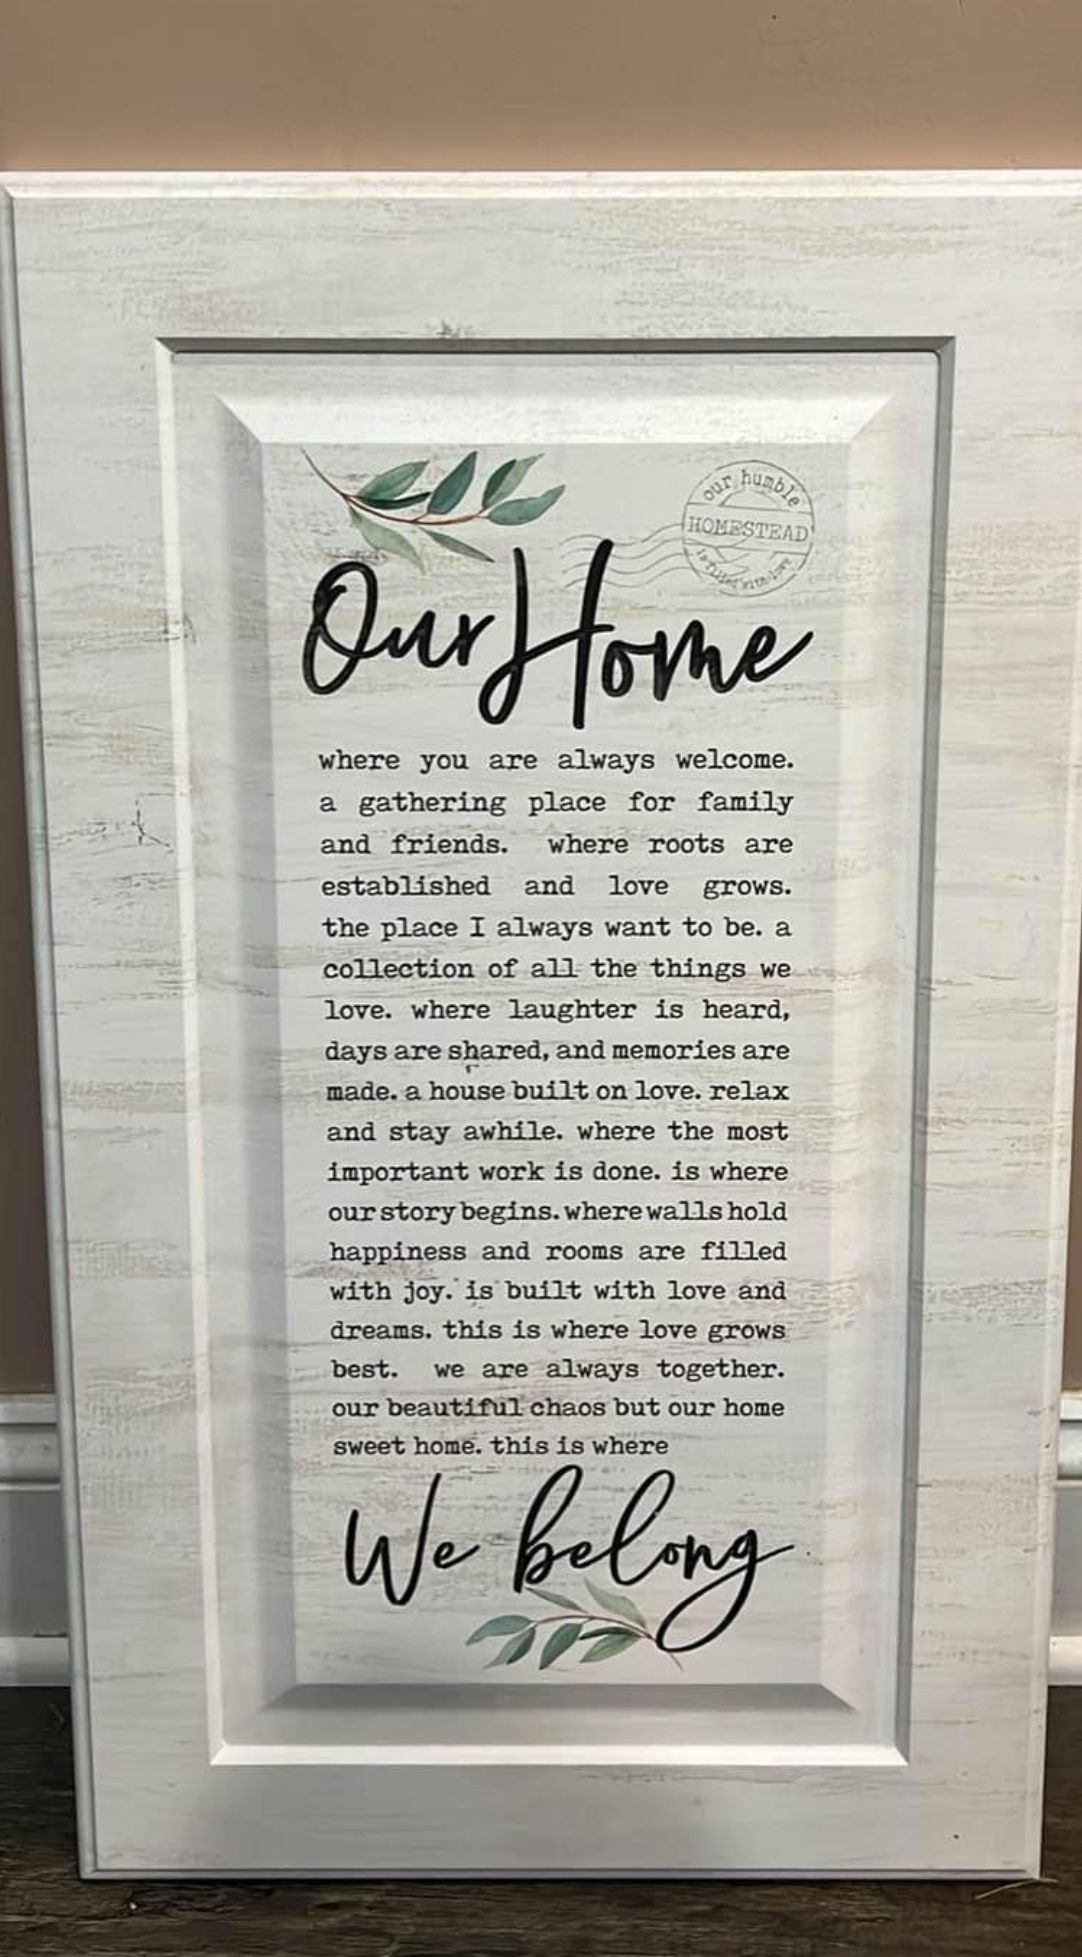 our humble
HOMESTEAD
is filled with love
Our Home
where you are always welcome.
a gathering place for family
and friends. where roots are
established and love grows.
the place I always want to be. a
collection of all the things we
love. where laughter is heard,
days are shared, and memories are
made. a house built on love. relax
and stay awhile. where the most
important work is done. is where
our story begins. where walls hold
happiness and rooms are filled
with joy. is built with love and
dreams. this is where love grows
best. we are always together.
our beautiful chaos but our home
sweet home. this is where
We belong